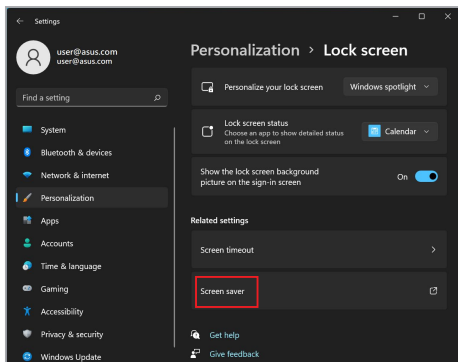 Settings
user@asus.com
user@asus.com
Find a setting
System
Bluetooth & devices
Network & internet
Personalization
Apps
Accounts
Time & language
Gaming
Accessibility
Privacy & security
Windows Update
Personalization > Lock screen
Personalize your lock screen
Windows spotlight
Lock screen status
Choose an app to show detailed status
on the lock screen
Calendar
Show the lock screen background
picture on the sign-in screen
On
Related settings
Screen timeout
Screen saver
Get help
Give feedback